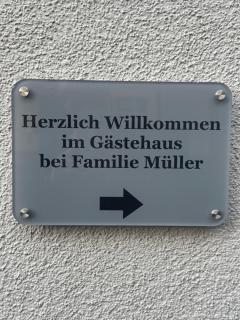 Herzlich Willkommen
im Gästehaus
bei Familie Müller